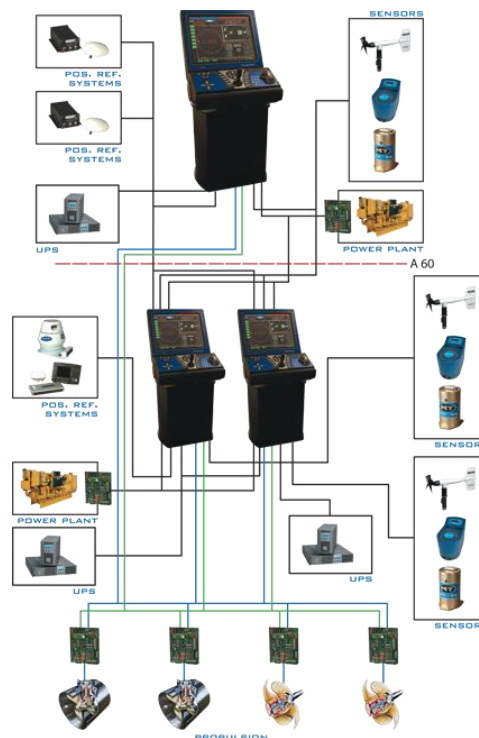 SENSORS
POS. REF.
SYSTEMS
POS. REF.
SYSTEMS
UPS
POWER PLANT
A 60
POS. REF.
SYSTEMS
SENSOR
POWER PLANT
UPS
UPS
SENSOR
PROPULSION